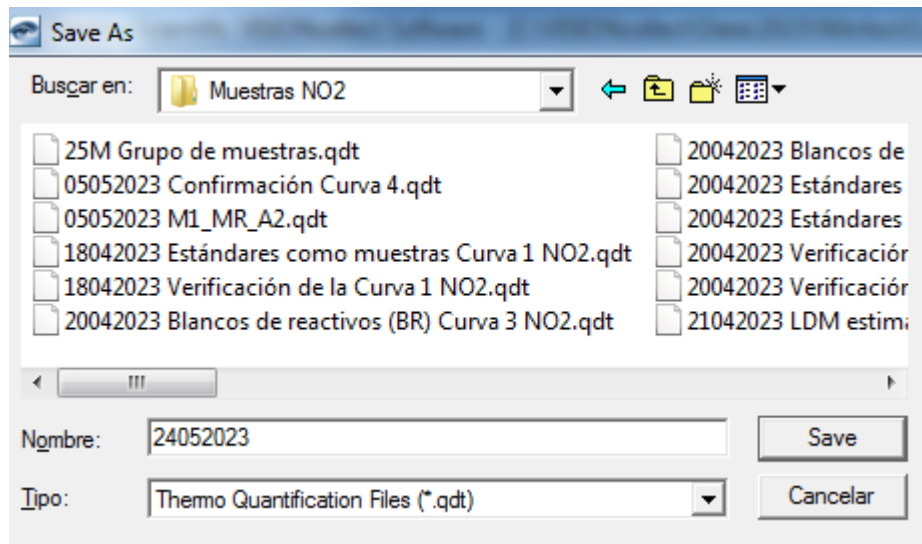 Save As
Buscar en:
Muestras NO2
25M Grupo de muestras.qdt
05052023 Confirmación Curva 4.qdt
05052023 M1_MR_A2.qdt
18042023 Estándares como muestras Curva 1 NO2.qdt
18042023 Verificación de la Curva 1 NO2.qdt
20042023 Blancos de reactivos (BR) Curva 3 NO2.qdt
20042023 Blancos de
20042023 Estándares
20042023 Estándares
20042023 Verificación
20042023 Verificación
21042023 LDM estima
Nombre:
24052023
Save
Tipo:
Thermo Quantification Files (*.qdt)
Cancelar